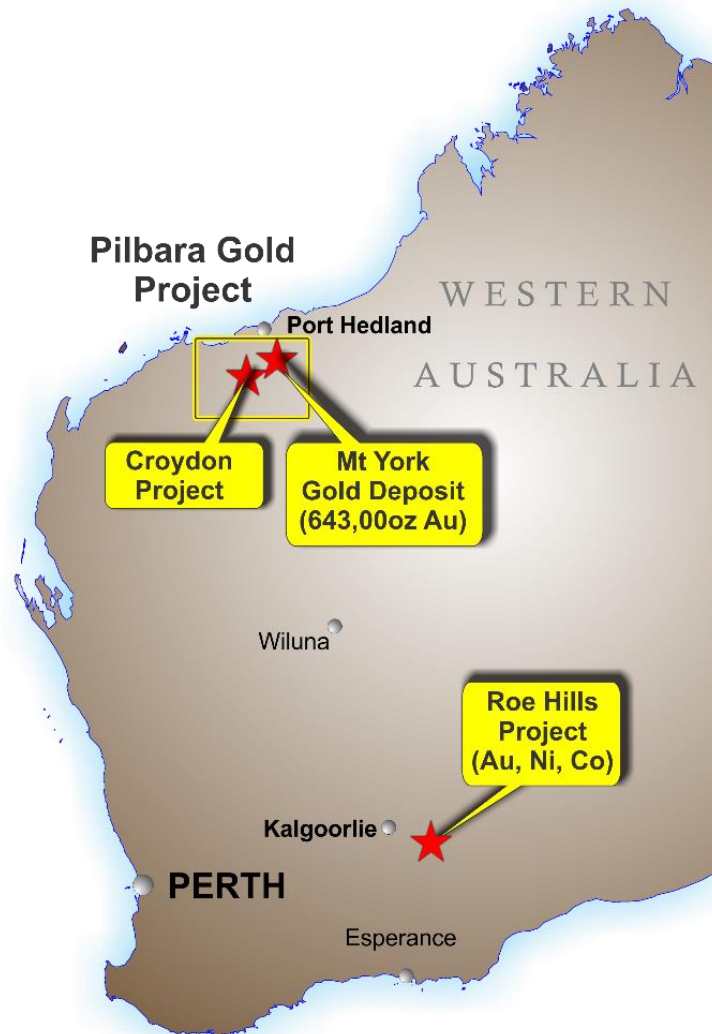 Pilbara Gold
Project
WESTERN
AUSTRALIA
Port Hedland
Croydon
Project
Mt York
Gold Deposit
(643,00oz Au)
Wiluna
Roe Hills
Project
(Au, Ni, Co)
Kalgoorlie
PERTH
Esperance